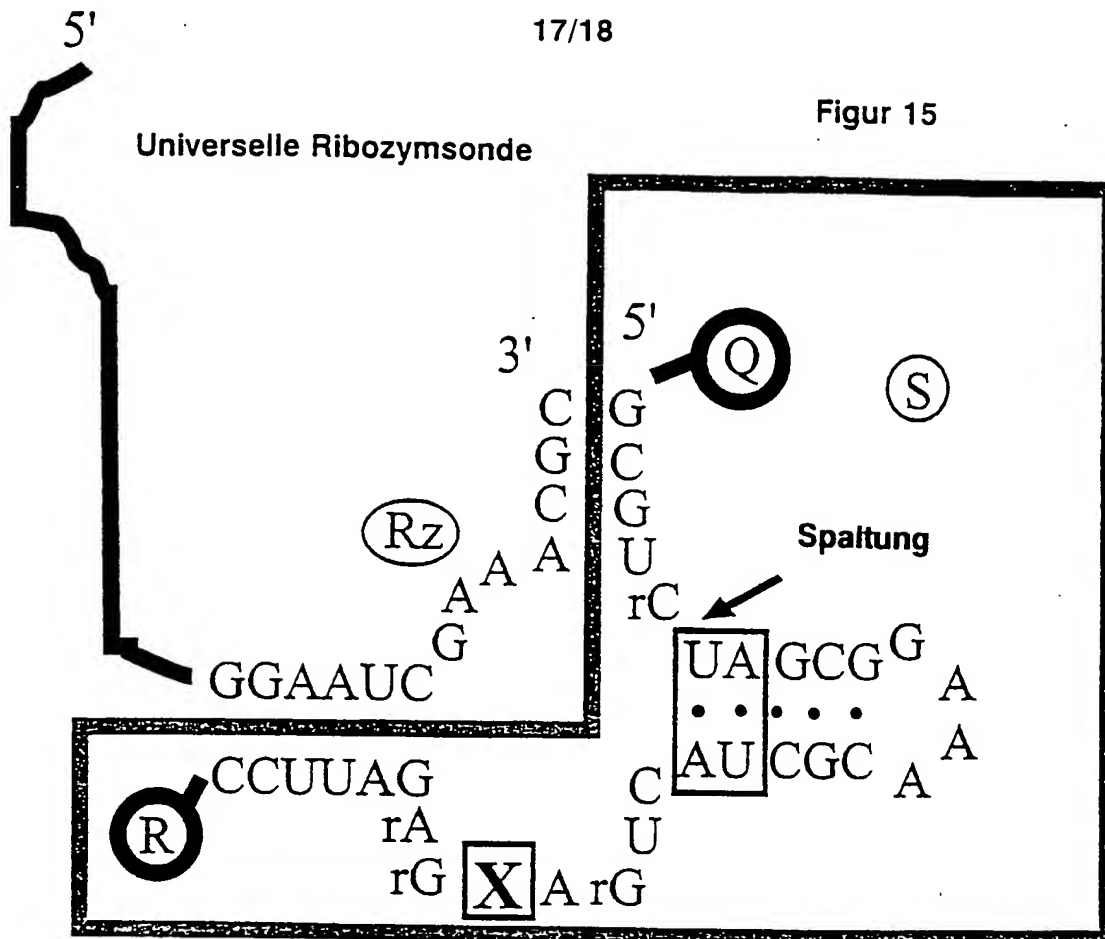 17/18
5'
Figur 15
Universelle Ribozymsonde
3'
5'
Q
S
C G
G C
C G
Rz
A U
A
A
G
rC
Spaltung
GGAAUC
UA GCG G
A
A
A
AU CGC
R
CCUUAG
C
U
rA
rG X A rG